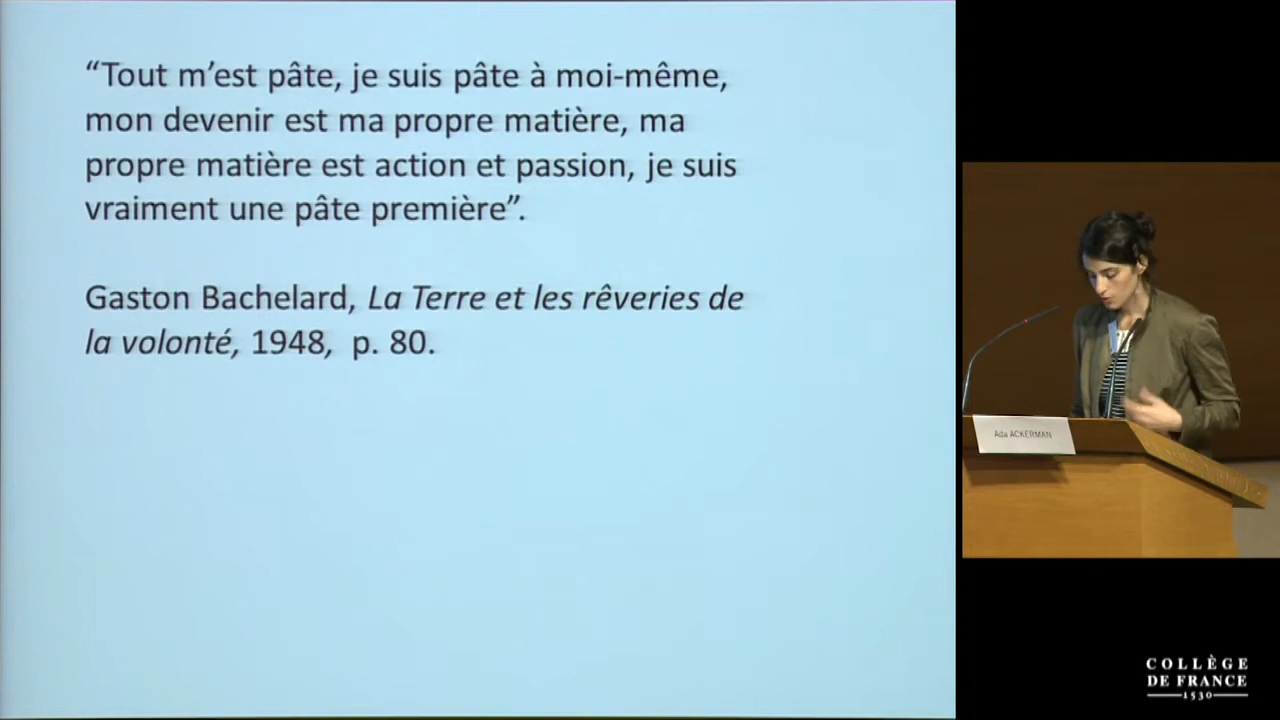 “Tout m’est pâte, je suis pâte à moi-même,
mon devenir est ma propre matière, ma
propre matière est action et passion, je suis
vraiment une pâte première”.
Gaston Bachelard, La Terre et les rêveries de
la volonté, 1948, p. 80.
Ada ACKERMAN
COLLÈGE
DE FRANCE
1530